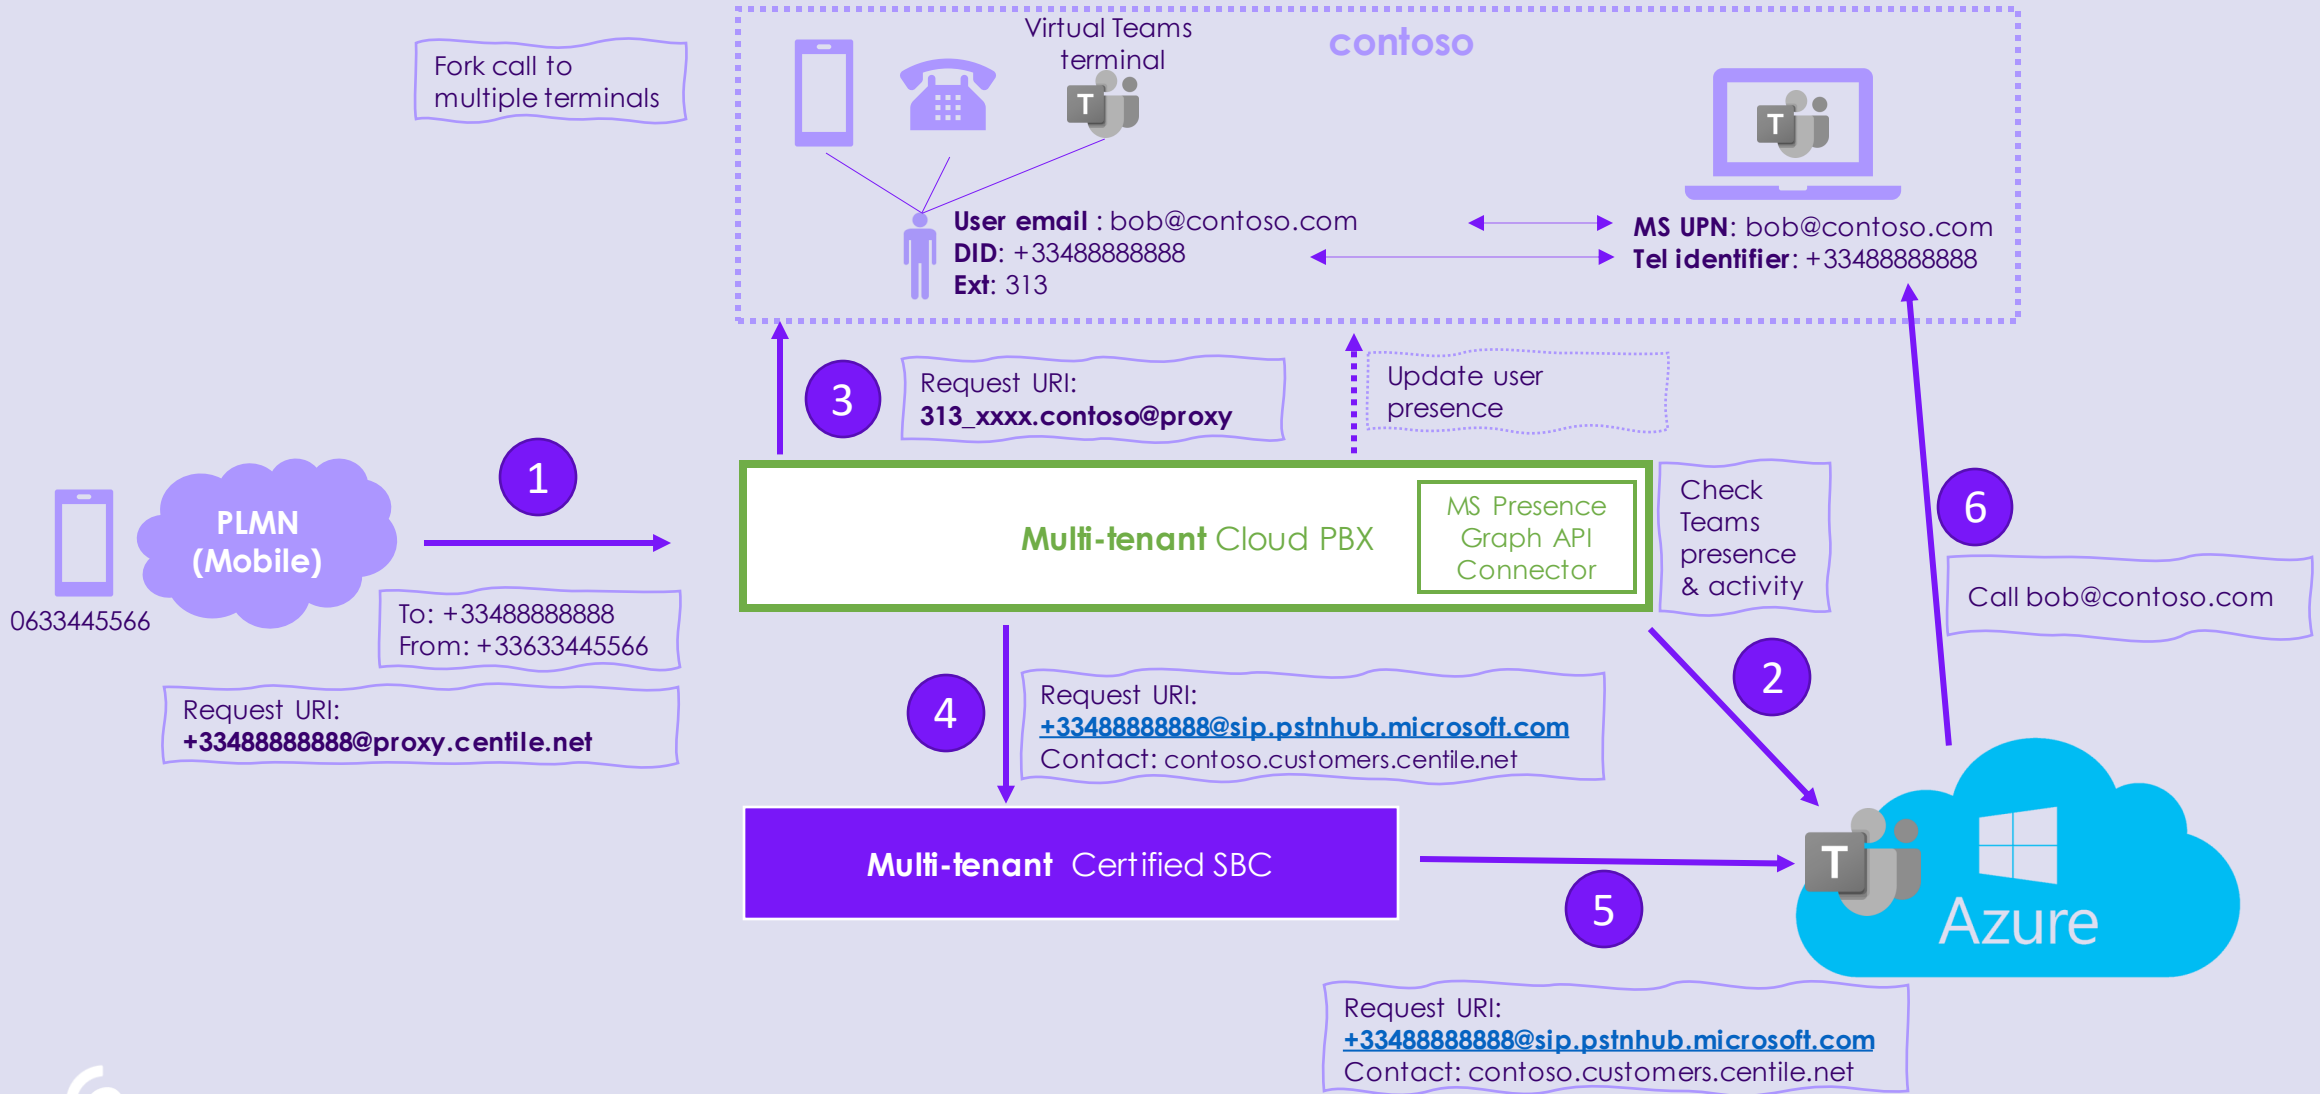 Fork call to
multiple terminals
Virtual Teams
terminal
contoso
T
T
User email : bob@contoso.com
DID: +33488888888
Ext: 313
MS UPN: bob@contoso.com
Tel identifier: +33488888888
3
Request URI:
313_xxxx.contoso@proxy
Update user
presence
1
PLMN
(Mobile)
0633445566
To: +33488888888
From: +33633445566
Request URI:
+33488888888@proxy.centile.net
Multi-tenant Cloud PBX
MS Presence
Graph API
Connector
Check
Teams
presence
& activity
6
Call bob@contoso.com
2
4
Request URI:
+33488888888@sip.pstnhub.microsoft.com
Contact: contoso.customers.centile.net
Multi-tenant Certified SBC
5
T
Azure
Request URI:
+33488888888@sip.pstnhub.microsoft.com
Contact: contoso.customers.centile.net